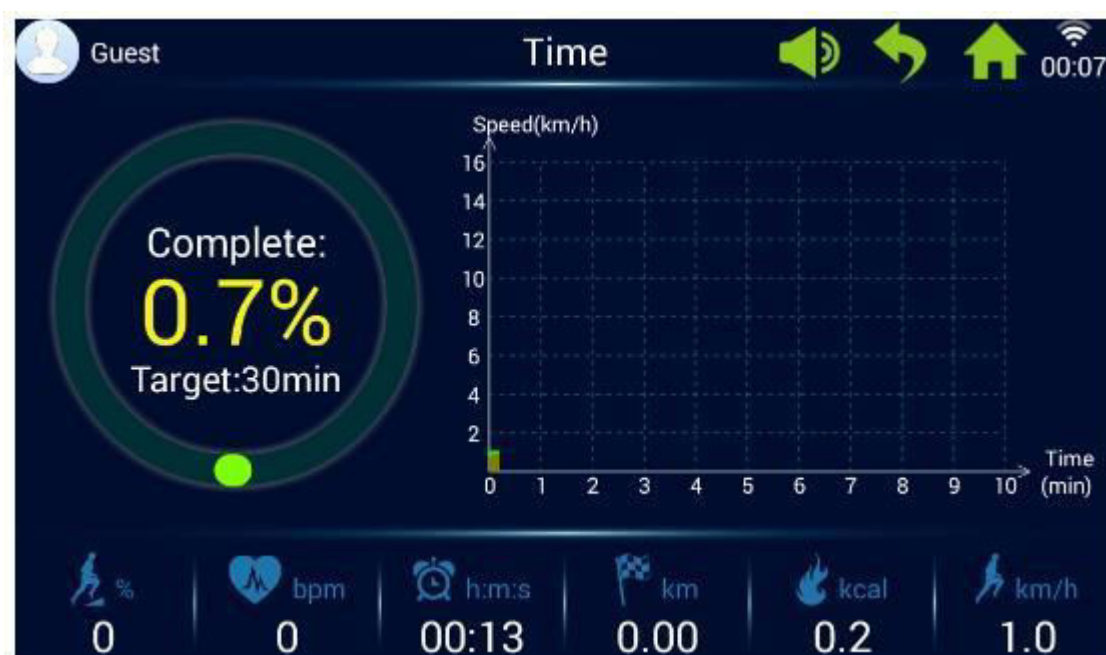 Guest
Time
00:07
Complete:
0.7%
Target:30min
Speed(km/h)
16
14
12
10
8
6
4
2
0 1 2 3 4 5 6 7 8 9 10
Time
(min)
% bpm h:m:s km kcal km/h
0 0 00:13 0.00 0.2 1.0